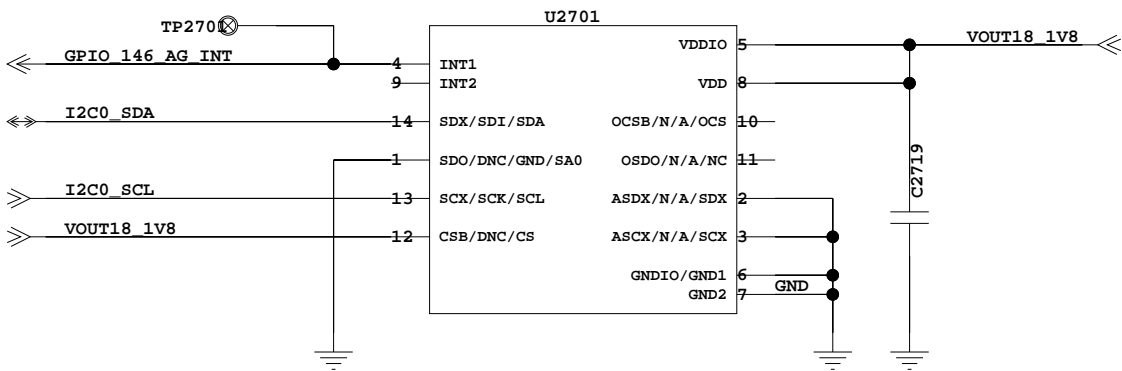 U2701
TP2701
GPIO_146_AG_INT
4 INT1
9 INT2
I2C0_SDA
14 SDX/SDI/SDA
1 SDO/DNC/GND/SA0
I2C0_SCL
13 SCX/SCK/SCL
VOUT18_1V8
12 CSB/DNC/CS
VDDIO 5
VOUT18_1V8
VDD 8
OCSB/N/A/OCS 10
OSDO/N/A/NC 11
ASDX/N/A/SDX 2
ASCX/N/A/SCX 3
GNDIO/GND1 6
GND2 7
GND
C2719